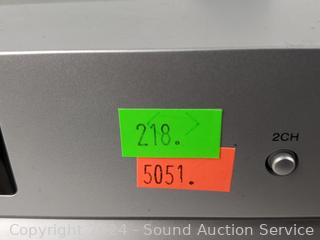 218.
2CH
5051.
Copyright 2024 - Sound Auction Service